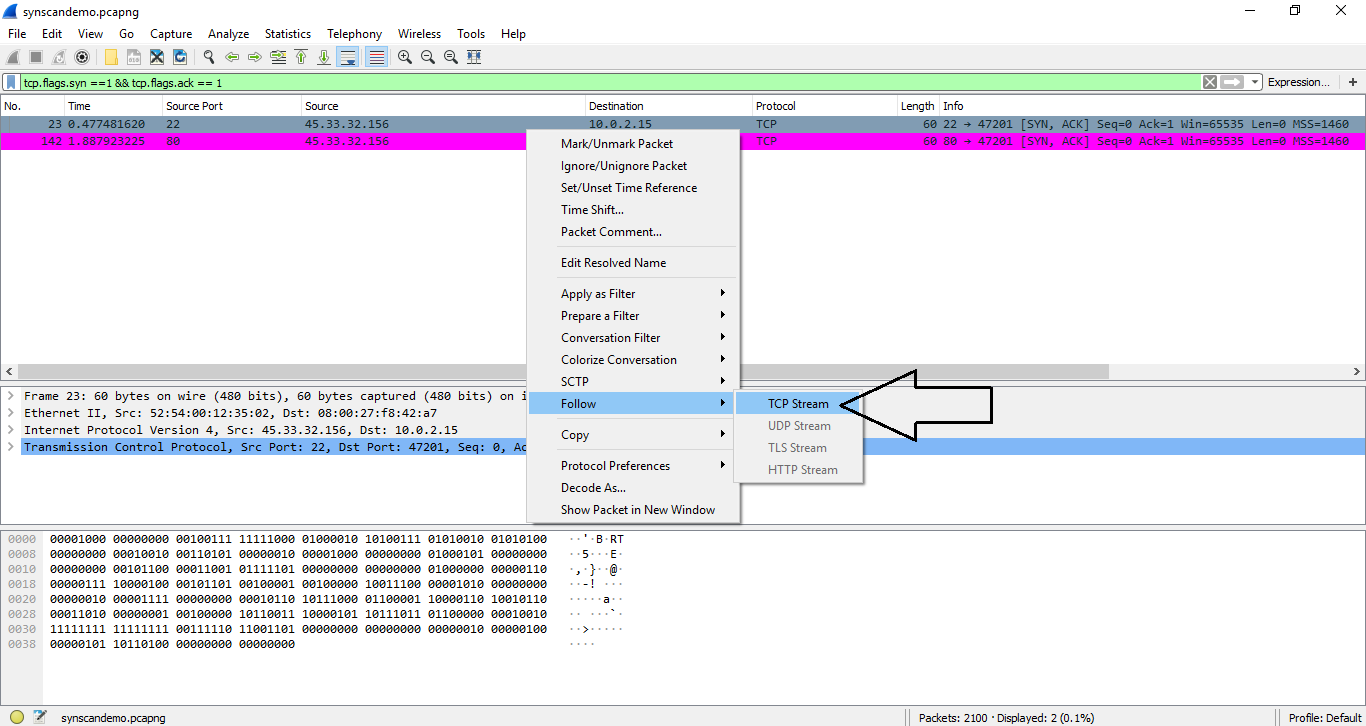 synscandemo.pcapng
File Edit View Go Capture Analyze Statistics Telephony Wireless Tools Help
tcp.flags.syn ==1 && tcp.flags.ack == 1 Expression... +
No. Time Source Port Source Destination Protocol Length Info
23 0.477481620 22 45.33.32.156 10.0.2.15 TCP 60 22 → 47201 [SYN, ACK] Seq=0 Ack=1 Win=65535 Len=0 MSS=1460
142 1.887923225 80 45.33.32.156 TCP 60 80 → 47201 [SYN, ACK] Seq=0 Ack=1 Win=65535 Len=0 MSS=1460
Mark/Unmark Packet
Ignore/Unignore Packet
Set/Unset Time Reference
Time Shift...
Packet Comment...
Edit Resolved Name
Apply as Filter
Prepare a Filter
Conversation Filter
Colorize Conversation
SCTP
Follow
Copy
Protocol Preferences
Decode As...
Show Packet in New Window
TCP Stream
UDP Stream
TLS Stream
HTTP Stream
Frame 23: 60 bytes on wire (480 bits), 60 bytes captured (480 bits) on i
Ethernet II, Src: 52:54:00:12:35:02, Dst: 08:00:27:f8:42:a7
Internet Protocol Version 4, Src: 45.33.32.156, Dst: 10.0.2.15
Transmission Control Protocol, Src Port: 22, Dst Port: 47201, Seq: 0, Ac
0000 00001000 00000000 00100111 11111000 01000010 10100111 01010010 01010100 ··'·B·RT
0008 00000000 00010010 00110101 00000010 00001000 00000000 01000101 00000000 ··5···E·
0010 00000000 00101100 00011001 01111101 00000000 00000000 01000000 00000110 ·,·}··@·
0018 00000111 10000100 00101101 00100001 00100000 10011100 00001010 00000000 ··-! ···
0020 00000010 00001111 00000000 00010110 10111000 01100001 10000110 10010110 ·····a··
0028 00011010 00000001 00100000 10110011 10000101 10111011 01100000 00010010 ·· ···`·
0030 11111111 11111111 00111110 11001101 00000000 00000000 00000010 00000100 ··>·····
0038 00000101 10110100 00000000 00000000 ····
synscandemo.pcapng Packets: 2100 · Displayed: 2 (0.1%) Profile: Default